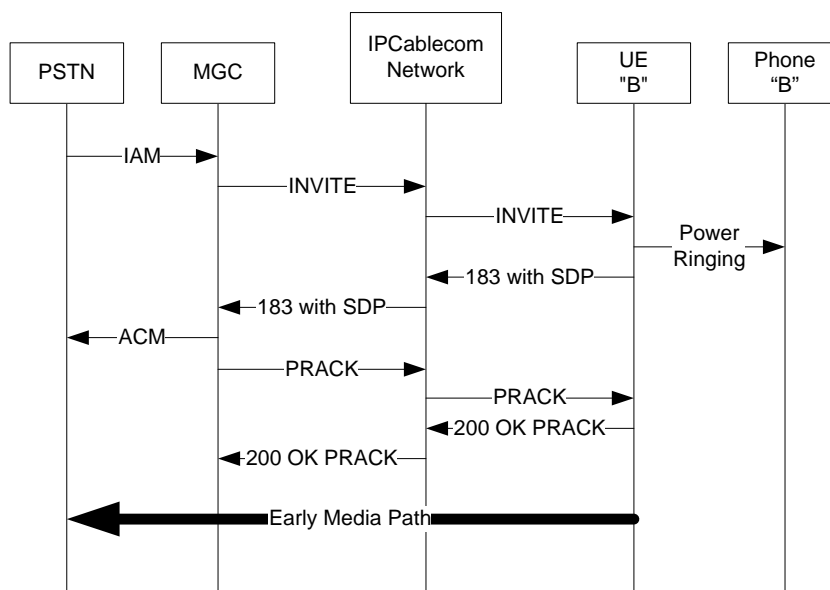 PSTN
MGC
IPCablecom
Network
UE
"B"
Phone
“B”
IAM
INVITE
INVITE
Power
Ringing
183 with SDP
183 with SDP
ACM
PRACK
PRACK
200 OK PRACK
200 OK PRACK
Early Media Path